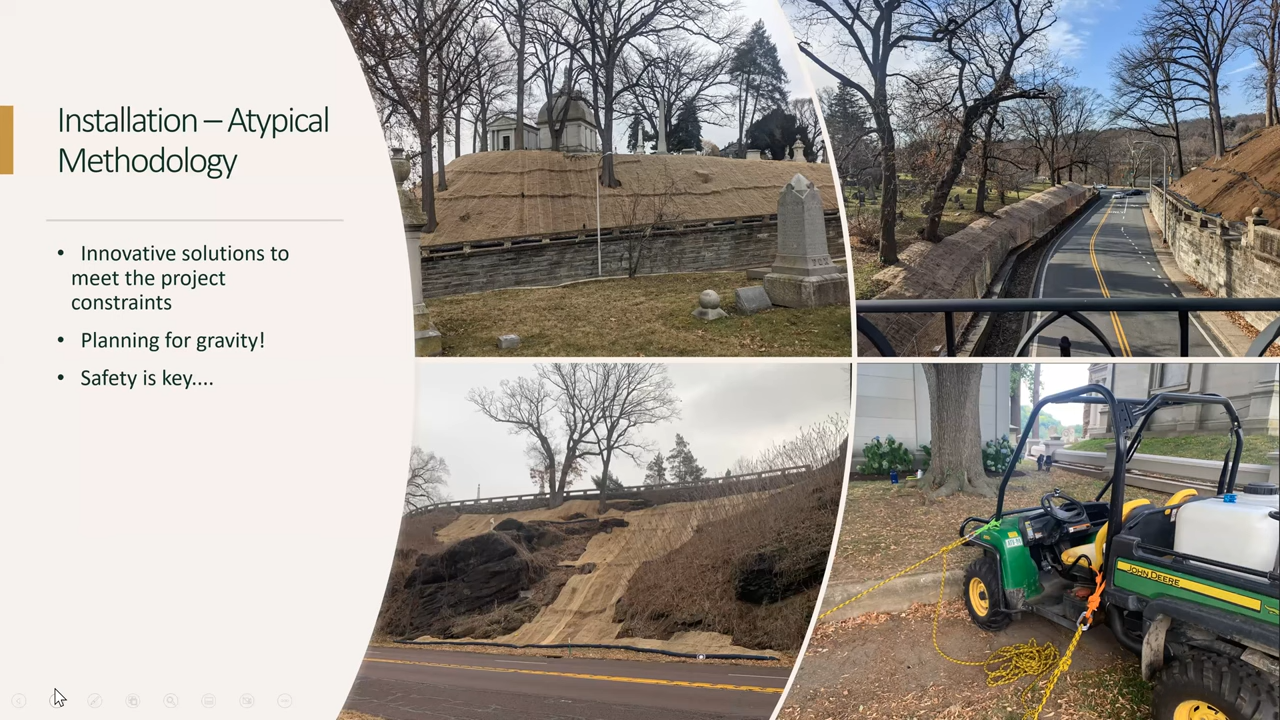 Installation – Atypical
Methodology
• Innovative solutions to
meet the project
constraints
• Planning for gravity!
• Safety is key....
JOHN DEERE